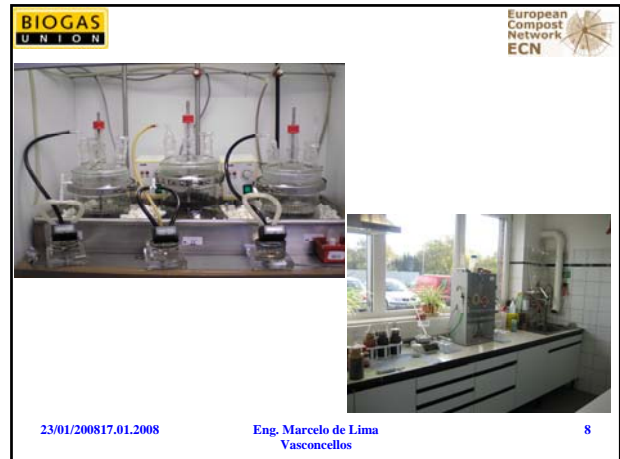 BIOGAS
UNION
European
Compost
Network
ECN
23/01/200817.01.2008
Eng. Marcelo de Lima
Vasconcellos
8